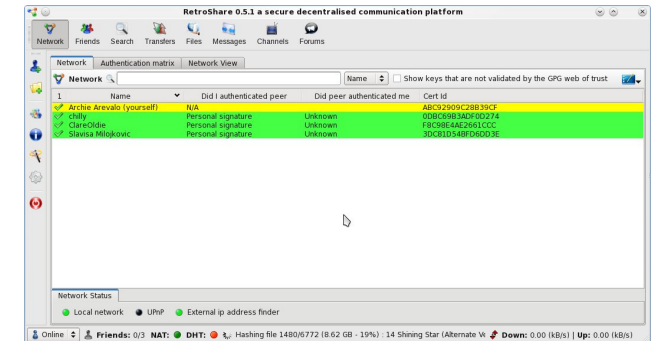 RetroShare 0.5.1 a secure decentralised communication platform
Network Friends Search Transfers Files Messages Channels Forums
Network Authentication matrix Network View
Network Name Show keys that are not validated by the GPG web of trust
1 Name Did I authenticated peer Did peer authenticated me Cert Id
Archie Arevalo (yourself) N/A ABC92909C28B39CF
chilly Personal signature Unknown 0DBC69B3ADF0D274
ClareOldie Personal signature Unknown F8C98E4AE2661CCC
Slavisa Milojkovic Personal signature Unknown 3DC81D54BFD6DD3E
Network Status
Local network UPnP External ip address finder
Online Friends: 0/3 NAT: DHT: Hashing file 1480/6772 (8.62 GB - 19%) : 14 Shining Star (Alternate Down: 0.00 (kB/s) | Up: 0.00 (kB/s)